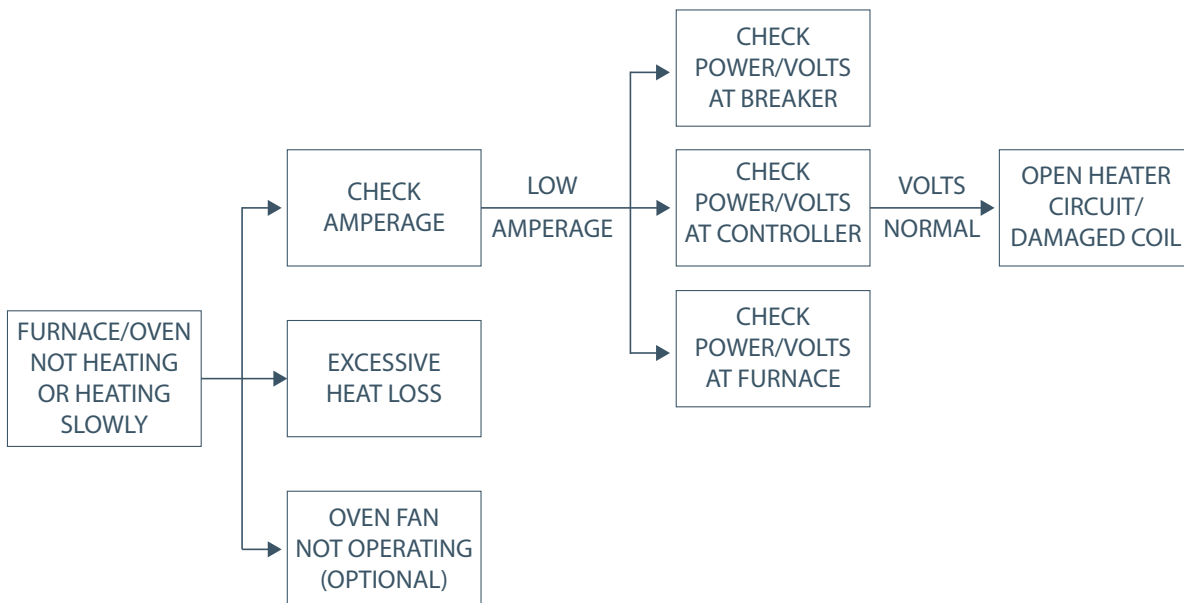 FURNACE/OVEN
NOT HEATING
OR HEATING
SLOWLY
CHECK
AMPERAGE
EXCESSIVE
HEAT LOSS
OVEN FAN
NOT OPERATING
(OPTIONAL)
LOW
AMPERAGE
CHECK
POWER/VOLTS
AT BREAKER
CHECK
POWER/VOLTS
AT CONTROLLER
CHECK
POWER/VOLTS
AT FURNACE
VOLTS
NORMAL
OPEN HEATER
CIRCUIT/
DAMAGED COIL